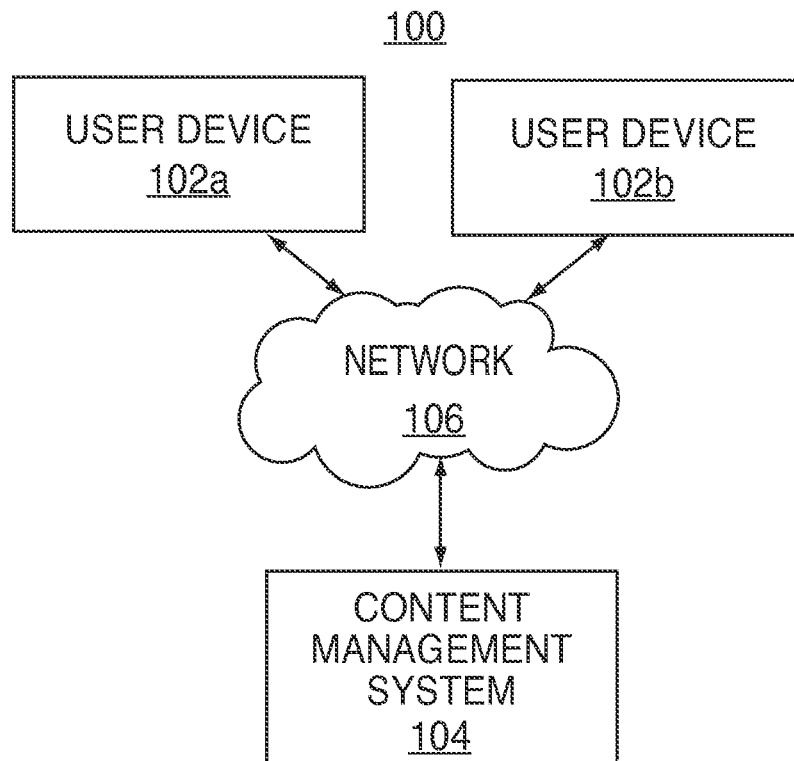 100
USER DEVICE
102a
USER DEVICE
102b
NETWORK
106
CONTENT
MANAGEMENT
SYSTEM
104